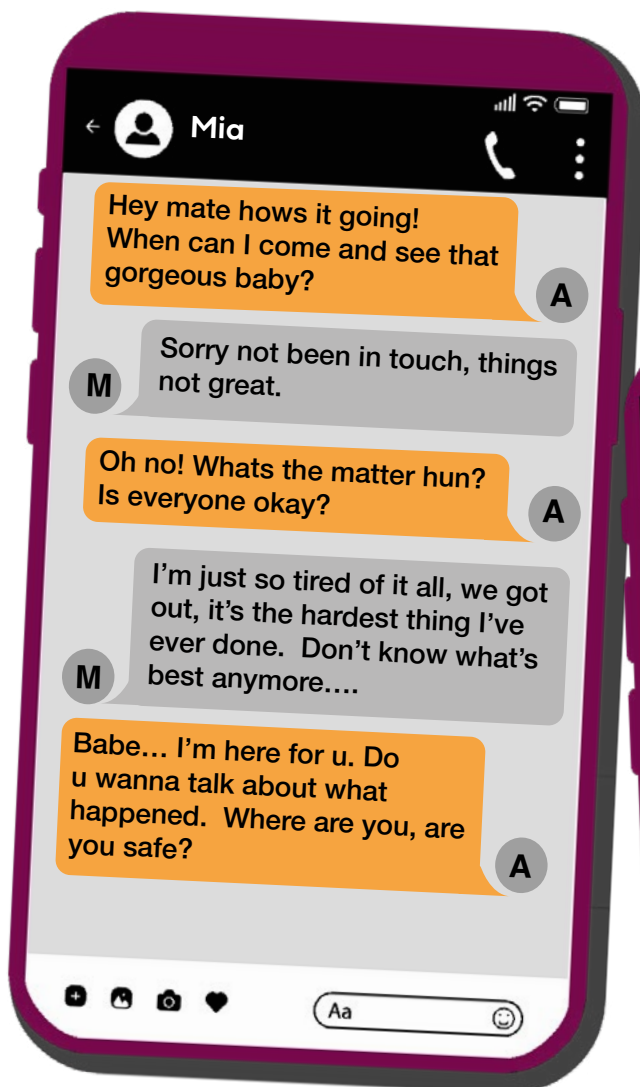 Mia
Hey mate hows it going!
When can I come and see that
gorgeous baby?
A
Sorry not been in touch, things
not great.
M
Oh no! Whats the matter hun?
Is everyone okay?
A
I'm just so tired of it all, we got
out, it's the hardest thing I've
ever done.  Don't know what's
best anymore….
M
Babe… I'm here for u. Do
u wanna talk about what
happened.  Where are you, are
you safe?
A
Aa